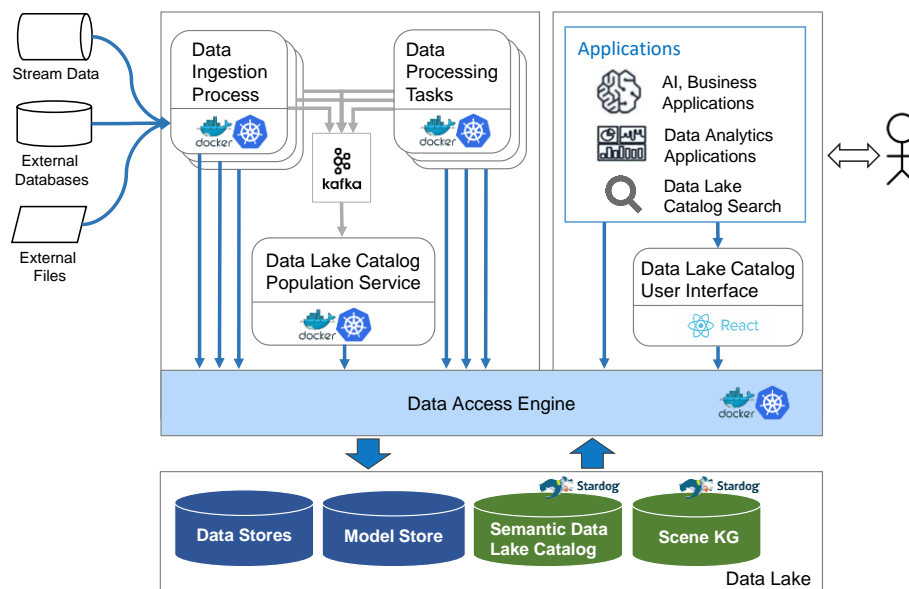 Stream Data
External
Databases
External
Files
Data
Ingestion
Process
docker
Data
Processing
Tasks
docker
kafka
Data Lake Catalog
Population Service
docker
Applications
AI, Business
Applications
Data Analytics
Applications
Data Lake
Catalog Search
Data Lake Catalog
User Interface
React
Data Access Engine
docker
Data Stores
Model Store
Stardog
Semantic Data
Lake Catalog
Stardog
Scene KG
Data Lake